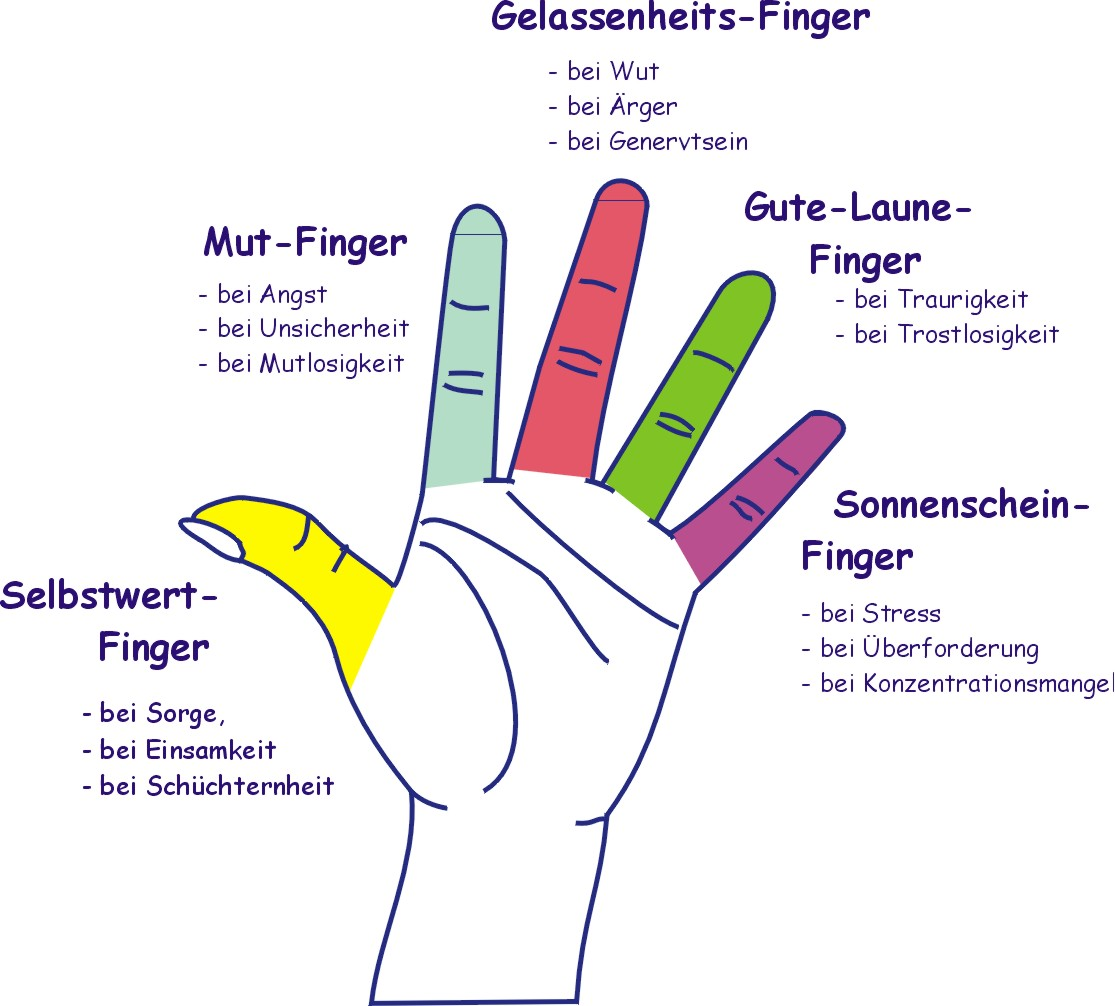 Gelassenheits-Finger
- bei Wut
- bei Ärger
- bei Genervtsein
Mut-Finger
- bei Angst
- bei Unsicherheit
- bei Mutlosigkeit
Gute-Laune-
Finger
- bei Traurigkeit
- bei Trostlosigkeit
Sonnenschein-
Finger
- bei Stress
- bei Überforderung
- bei Konzentrationsmangel
Selbstwert-
Finger
- bei Sorge,
- bei Einsamkeit
- bei Schüchternheit